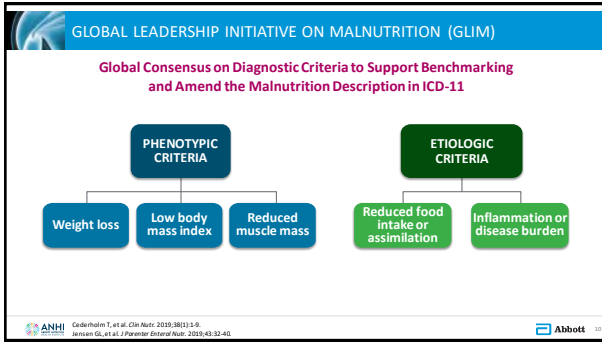 GLOBAL LEADERSHIP INITIATIVE ON MALNUTRITION (GLIM)
Global Consensus on Diagnostic Criteria to Support Benchmarking
and Amend the Malnutrition Description in ICD-11
PHENOTYPIC
CRITERIA
Weight loss
Low body
mass index
Reduced
muscle mass
ETIOLOGIC
CRITERIA
Reduced food
intake or
assimilation
Inflammation or
disease burden
ANHI
Cederholm T, et al. Clin Nutr. 2019;38(1):1-9.
Jensen GL, et al. J Parenter Enteral Nutr. 2019;43:32-40.
Abbott
10